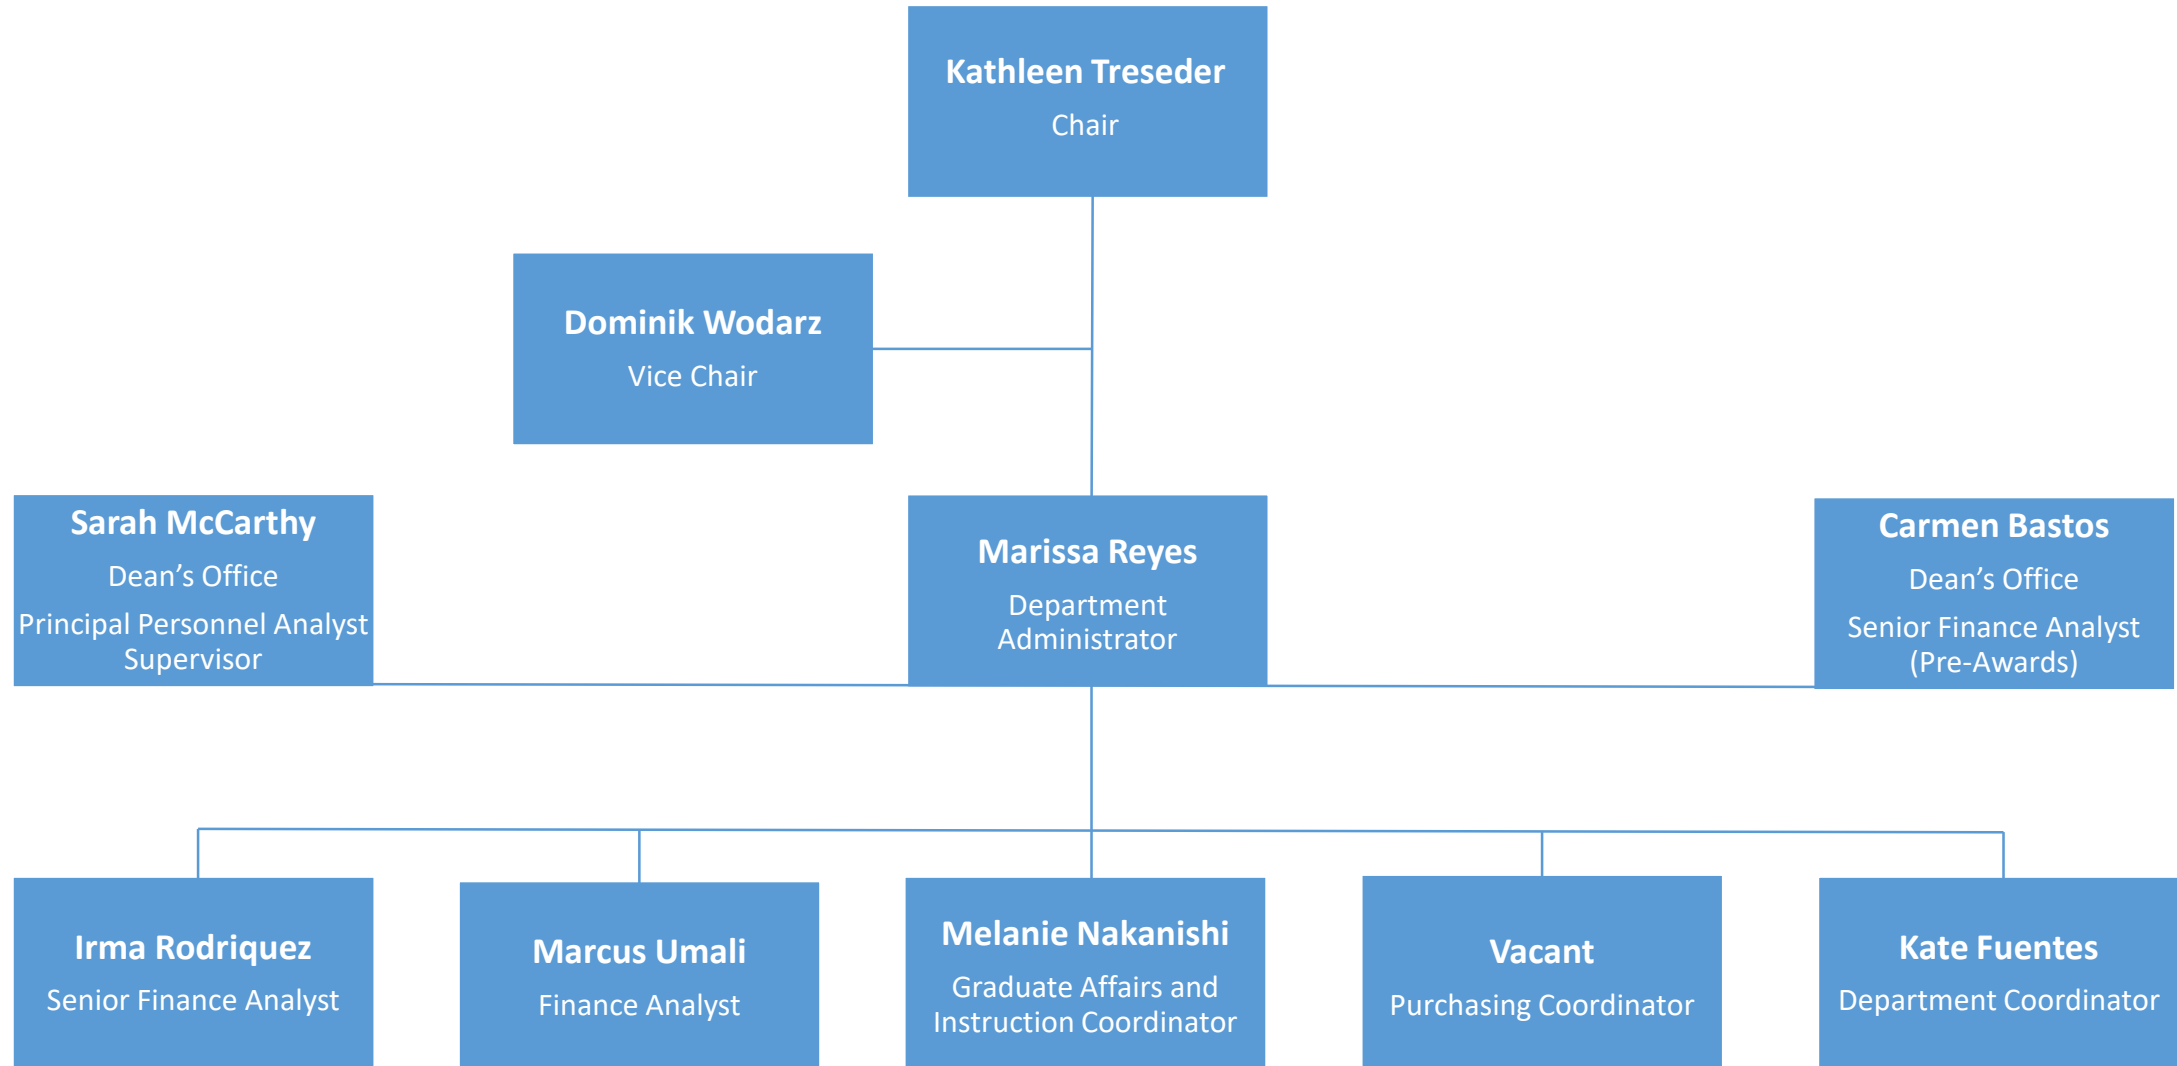 Kathleen Treseder
Chair
Dominik Wodarz
Vice Chair
Sarah McCarthy
Dean’s Office
Principal Personnel Analyst
Supervisor
Marissa Reyes
Department
Administrator
Carmen Bastos
Dean’s Office
Senior Finance Analyst
(Pre-Awards)
Irma Rodriquez
Senior Finance Analyst
Marcus Umali
Finance Analyst
Melanie Nakanishi
Graduate Affairs and
Instruction Coordinator
Vacant
Purchasing Coordinator
Kate Fuentes
Department Coordinator